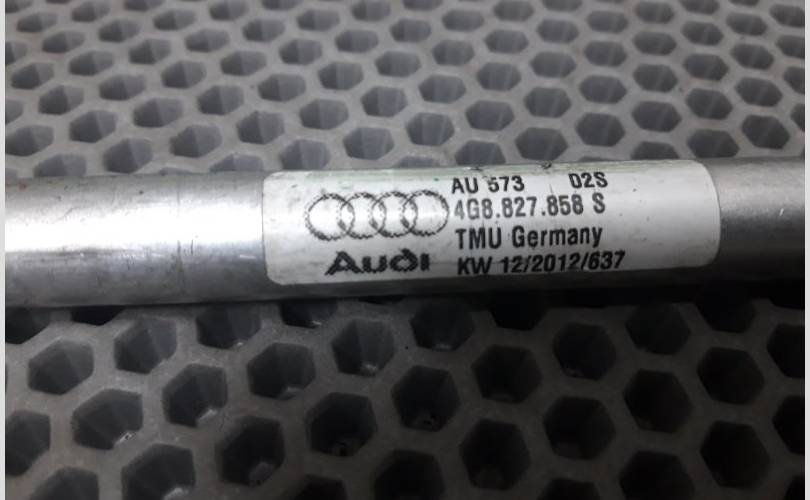 AU 573 D2S
4G8.827.858 S
TMU Germany
Audi KW 12/2012/637